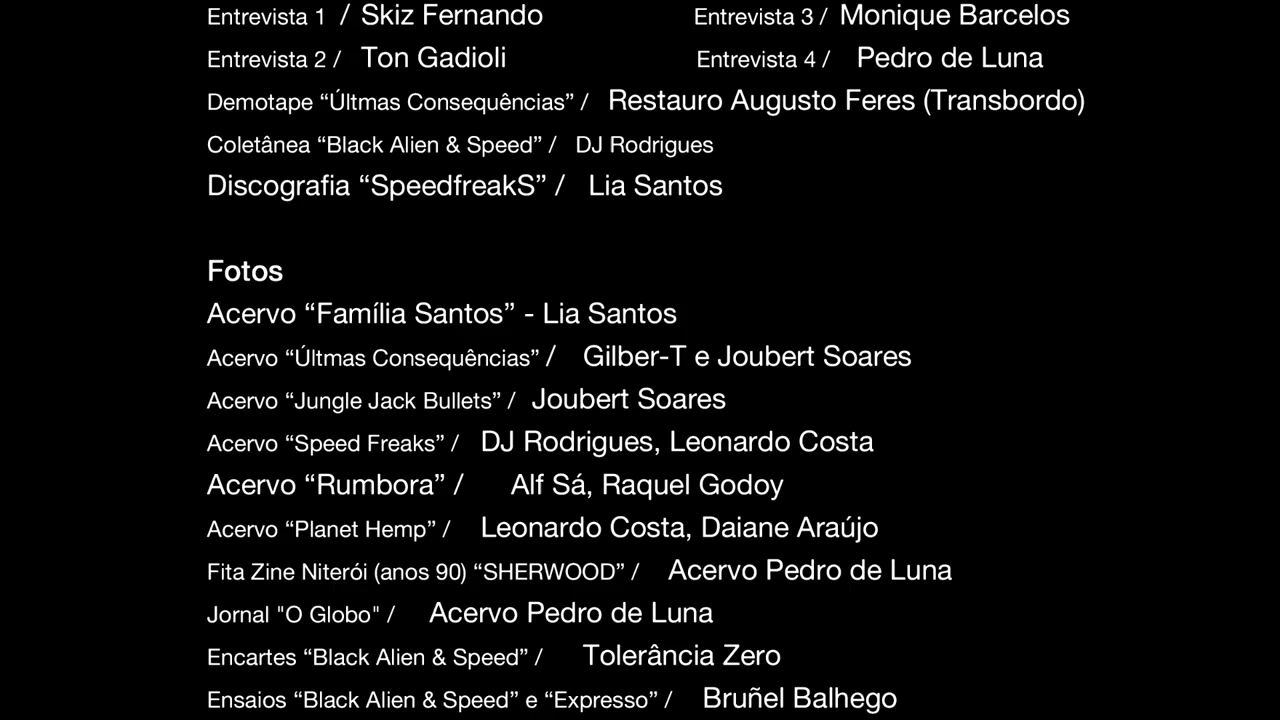 Entrevista 1 / Skiz Fernando Entrevista 3 / Monique Barcelos
Entrevista 2 / Ton Gadioli Entrevista 4 / Pedro de Luna
Demotape “Últmas Consequências” / Restauro Augusto Feres (Transbordo)
Coletânea “Black Alien & Speed” / DJ Rodrigues
Discografia “SpeedfreakS” / Lia Santos
Fotos
Acervo “Família Santos” - Lia Santos
Acervo “Últmas Consequências” / Gilber-T e Joubert Soares
Acervo “Jungle Jack Bullets” / Joubert Soares
Acervo “Speed Freaks” / DJ Rodrigues, Leonardo Costa
Acervo “Rumbora” / Alf Sá, Raquel Godoy
Acervo “Planet Hemp” / Leonardo Costa, Daiane Araújo
Fita Zine Niterói (anos 90) “SHERWOOD” / Acervo Pedro de Luna
Jornal "O Globo" / Acervo Pedro de Luna
Encartes “Black Alien & Speed” / Tolerância Zero
Ensaios “Black Alien & Speed” e “Expresso” / Bruñel Balhego